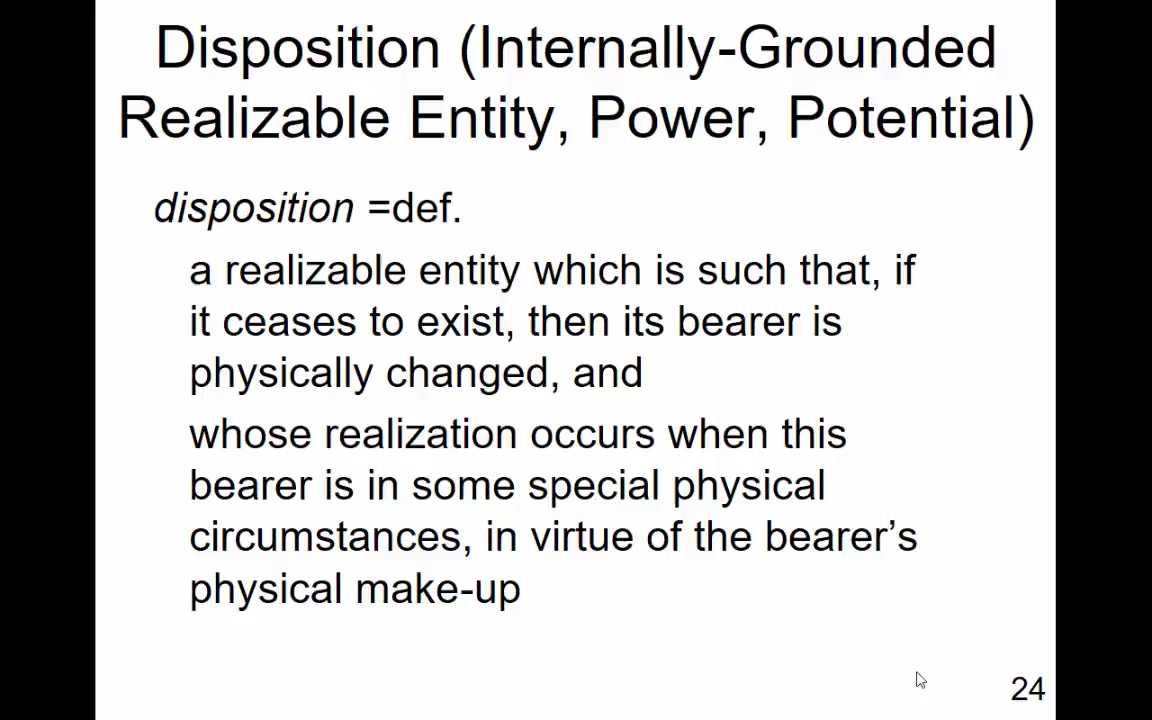 Disposition (Internally-Grounded
Realizable Entity, Power, Potential)
disposition =def.
a realizable entity which is such that, if
it ceases to exist, then its bearer is
physically changed, and
whose realization occurs when this
bearer is in some special physical
circumstances, in virtue of the bearer’s
physical make-up
24